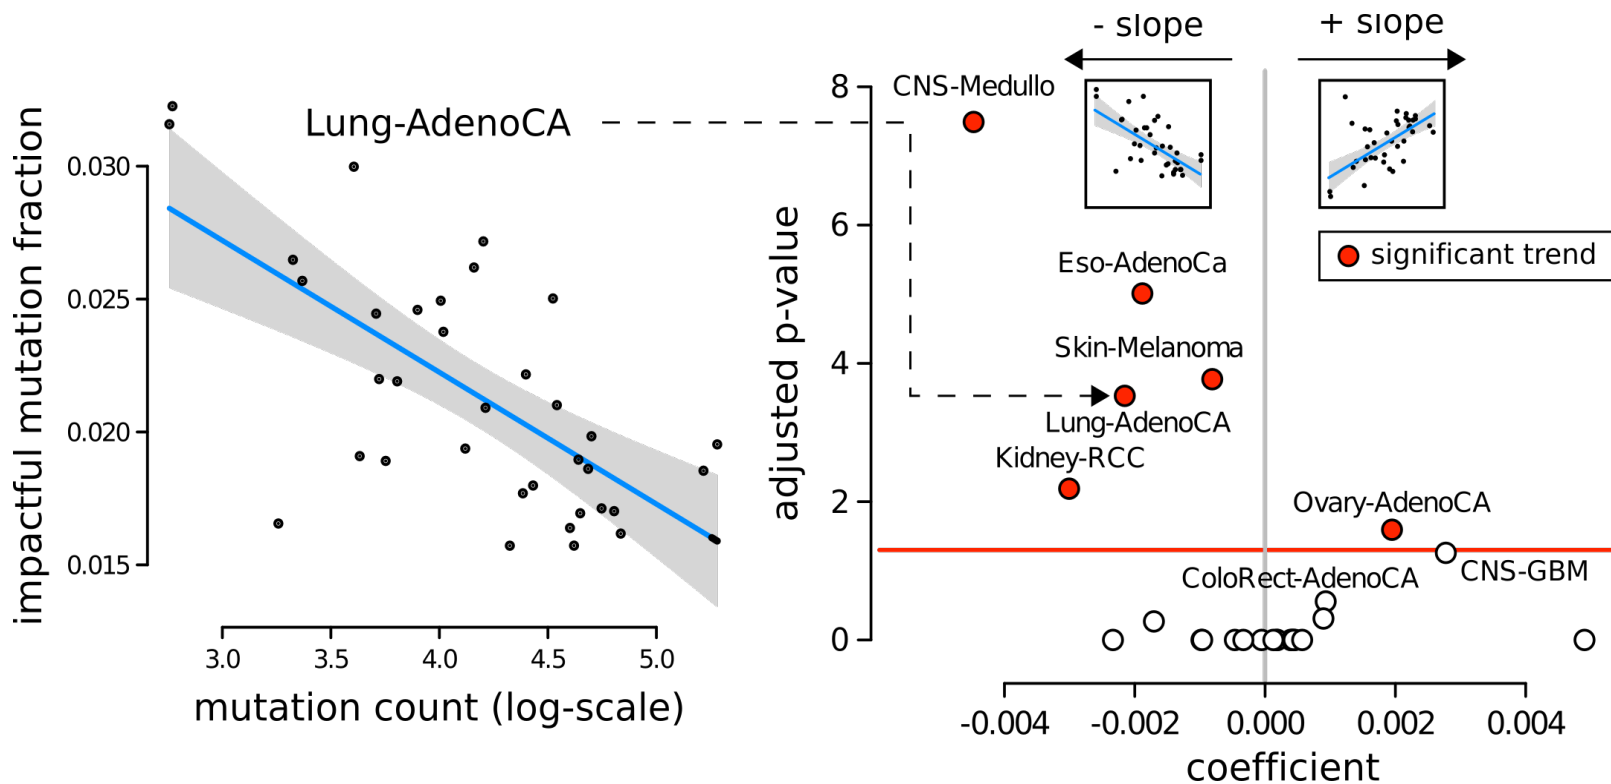 impactful mutation fraction
0.030
0.025
0.020
0.015
Lung-AdenoCA
3.0 3.5 4.0 4.5 5.0
mutation count (log-scale)
- slope + slope
adjusted p-value
8
6
4
2
0
CNS-Medullo
Eso-AdenoCa
significant trend
Skin-Melanoma
Lung-AdenoCA
Kidney-RCC
Ovary-AdenoCA
ColoRect-AdenoCA
CNS-GBM
-0.004 -0.002 0.000 0.002 0.004
coefficient